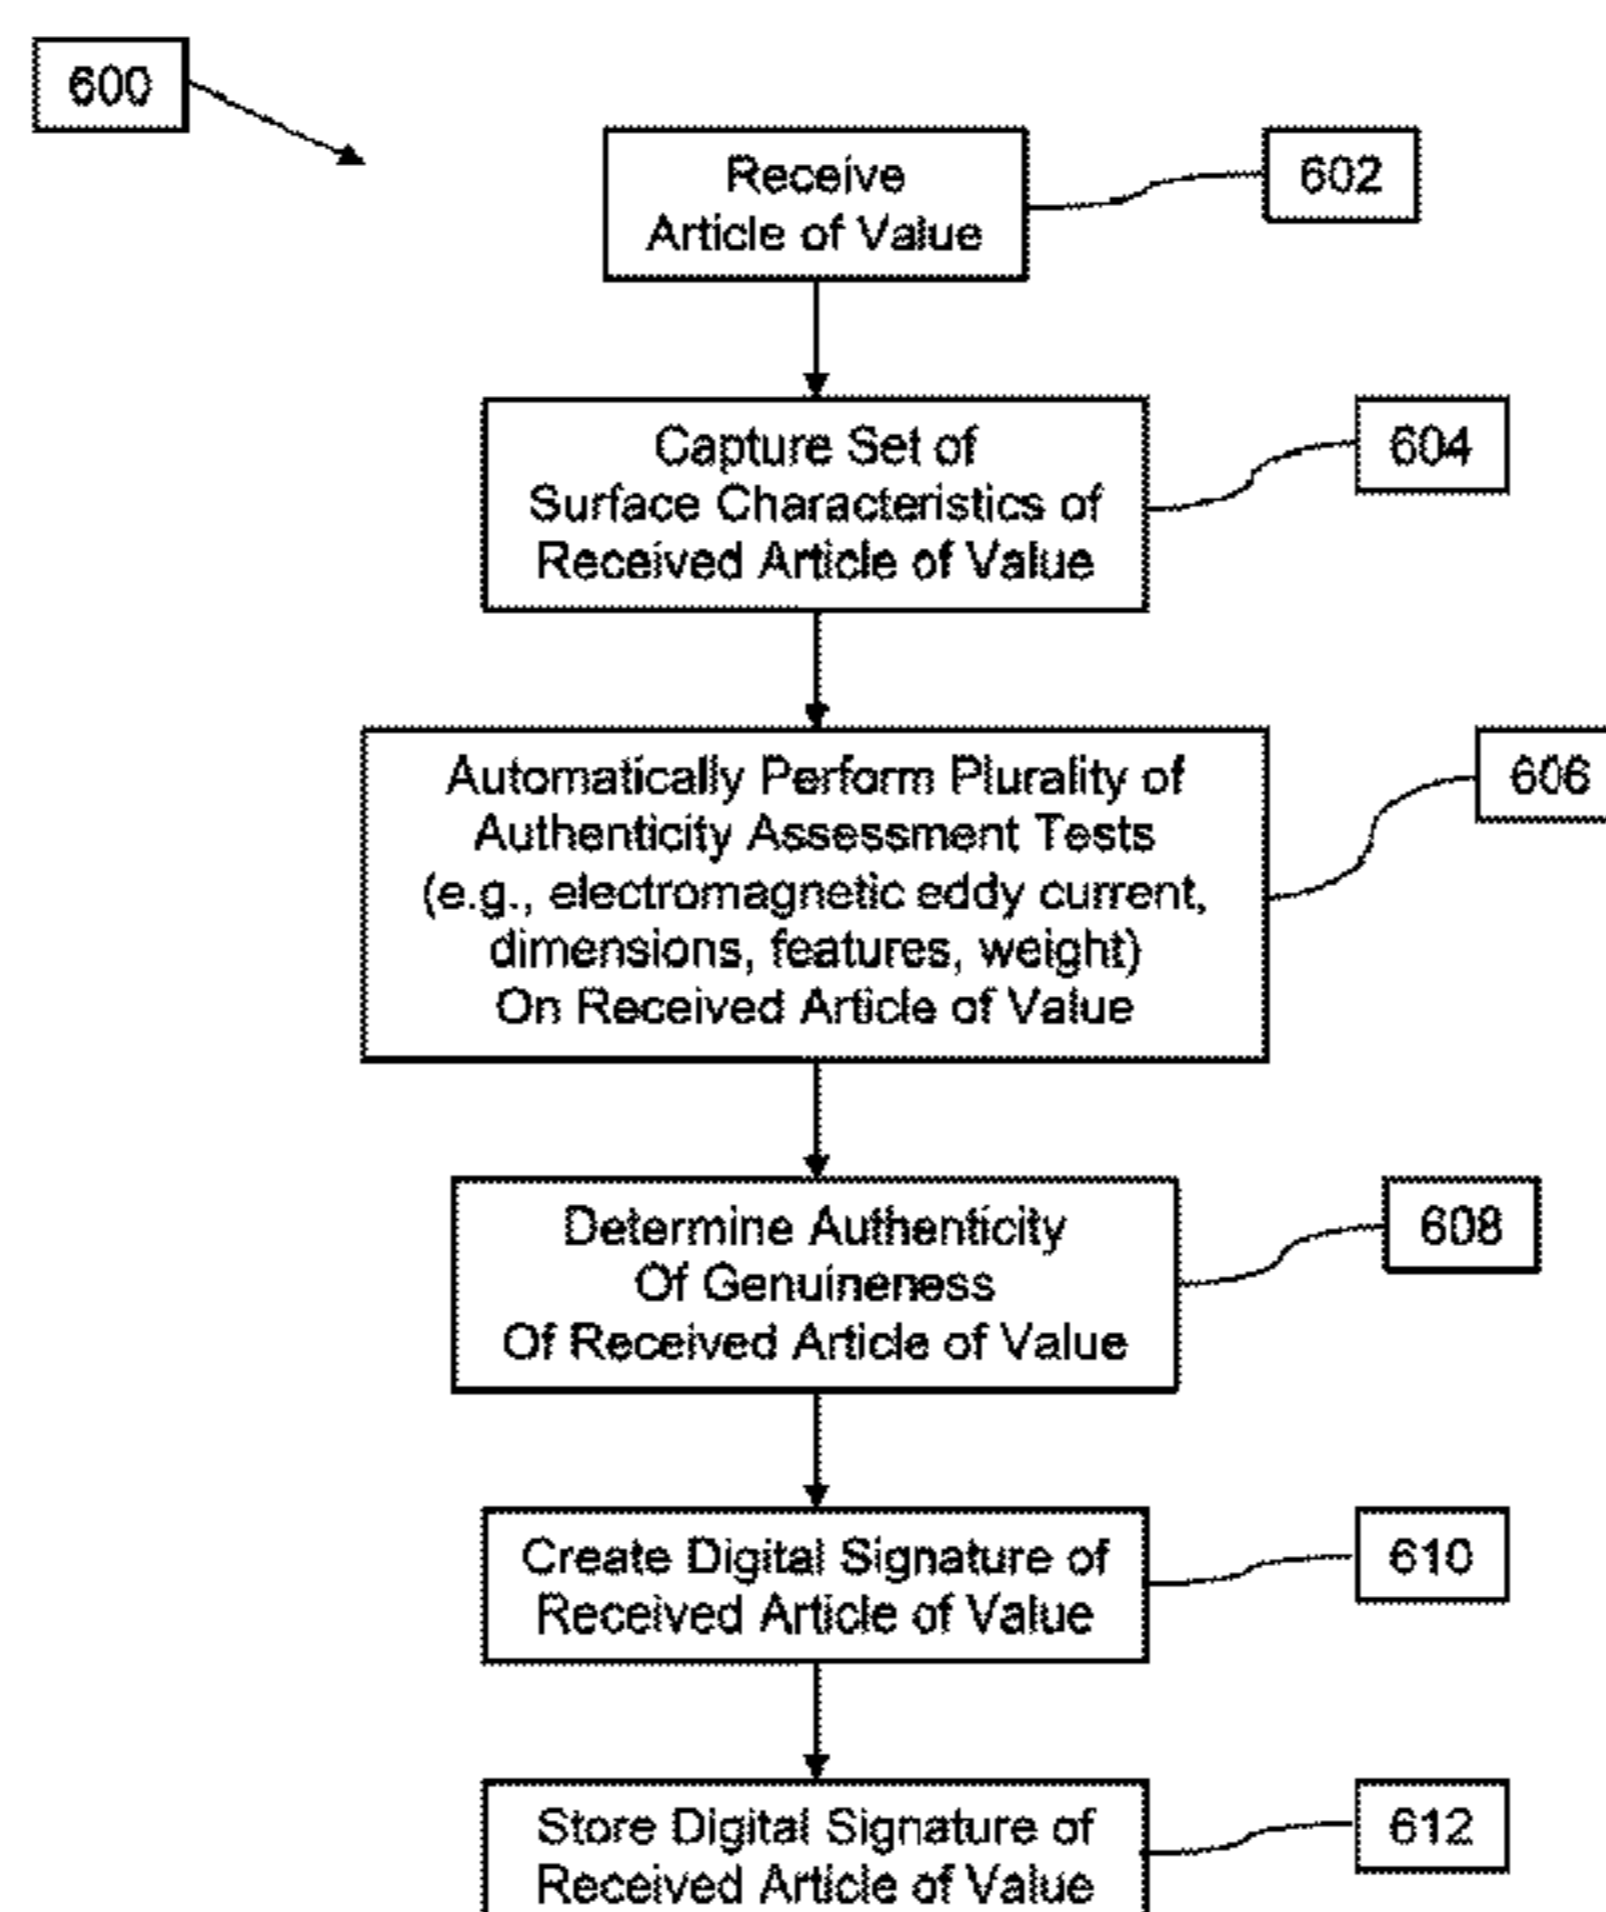 600
Receive
Article of Value
602
Capture Set of
Surface Characteristics of
Received Article of Value
604
Automatically Perform Plurality of
Authenticity Assessment Tests
(e.g., electromagnetic eddy current,
dimensions, features, weight)
On Received Article of Value
606
Determine Authenticity
Of Genuineness
Of Received Article of Value
608
Create Digital Signature of
Received Article of Value
610
Store Digital Signature of
Received Article of Value
612